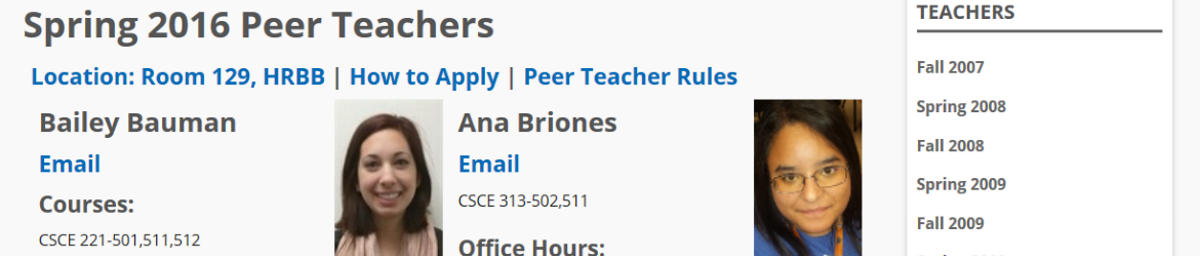 Spring 2016 Peer Teachers
Location: Room 129, HRBB | How to Apply | Peer Teacher Rules
Bailey Bauman
Email
Courses:
CSCE 221-501,511,512
Ana Briones
Email
CSCE 313-502,511
Office Hours:
TEACHERS
Fall 2007
Spring 2008
Fall 2008
Spring 2009
Fall 2009